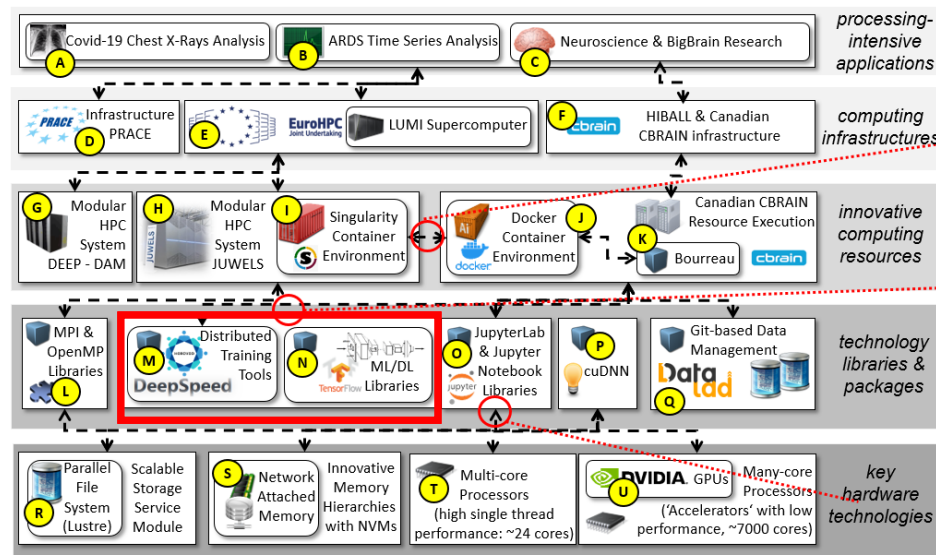 processing-
intensive
applications
Covid-19 Chest X-Rays Analysis
A
ARDS Time Series Analysis
B
Neuroscience & BigBrain Research
C
computing
infrastructures
PRACE
Infrastructure
PRACE
D
E
EuroHPC
Joint Undertaking
LUMI Supercomputer
F
cbrain
HIBALL & Canadian
CBRAIN infrastructure
innovative
computing
resources
G
Modular
HPC
System
DEEP - DAM
H
JUWELS
Modular
HPC
System
JUWELS
I
Singularity
Container
Environment
S
Ai
docker
Docker
Container
Environment
J
Canadian CBRAIN
Resource Execution
K
Bourreau
cbrain
technology
libraries &
packages
MPI &
OpenMP
Libraries
L
M
HOROVOD
Distributed
Training
Tools
DeepSpeed
N
TensorFlow
ML/DL
Libraries
O
JupyterLab
& Jupyter
Notebook
Libraries
jupyter
P
cuDNN
Git-based Data
Management
DataLad
Q
key
hardware
technologies
Parallel
File
System
(Lustre)
R
Scalable
Storage
Service
Module
S
Network
Attached
Memory
Innovative
Memory
Hierarchies
with NVMs
T
Multi-core
Processors
(high single thread
performance: ~24 cores)
NVIDIA. GPUs
U
Many-core
Processors
('Accelerators' with low
performance, ~7000 cores)